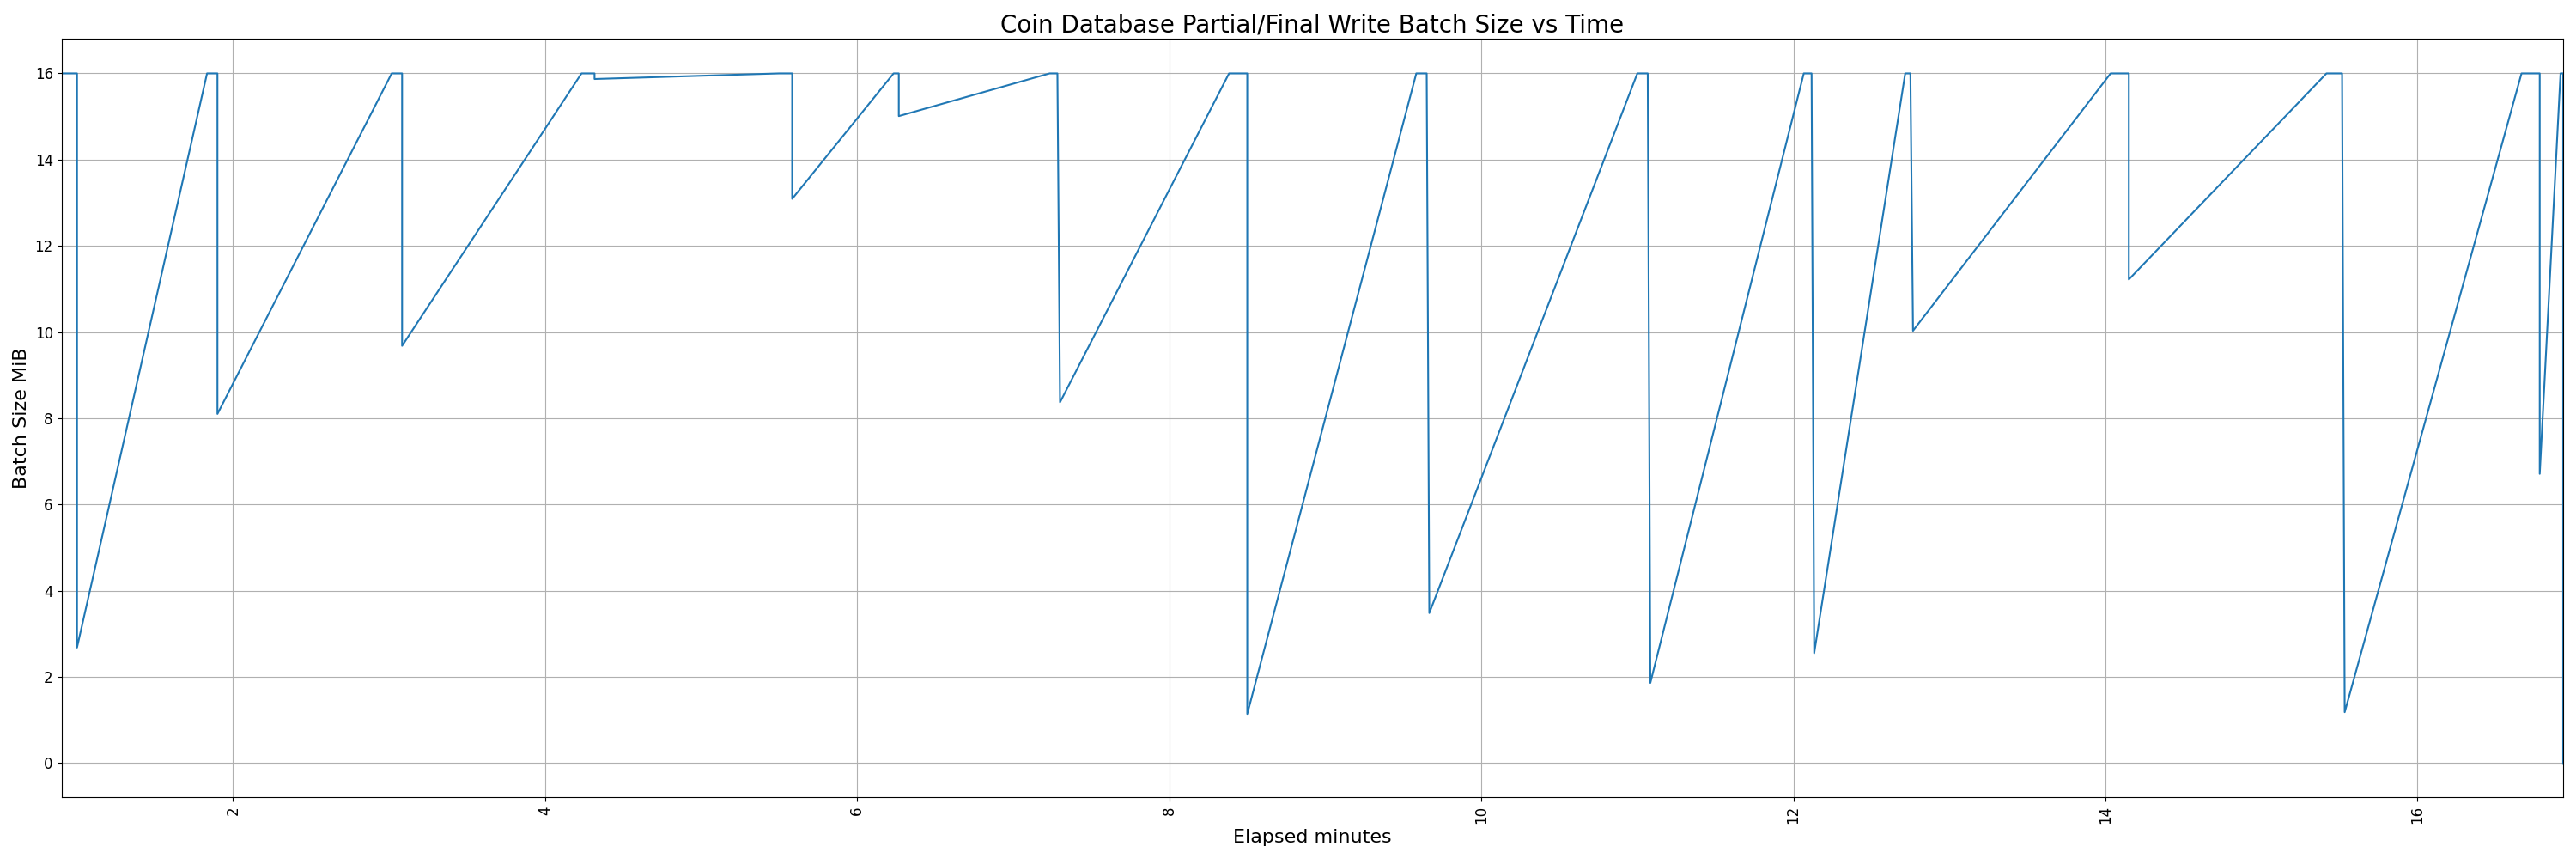 Coin Database Partial/Final Write Batch Size vs Time
Batch Size MiB
16
14
12
10
8
6
4
2
0
2 4 6 8 10 12 14 16
Elapsed minutes